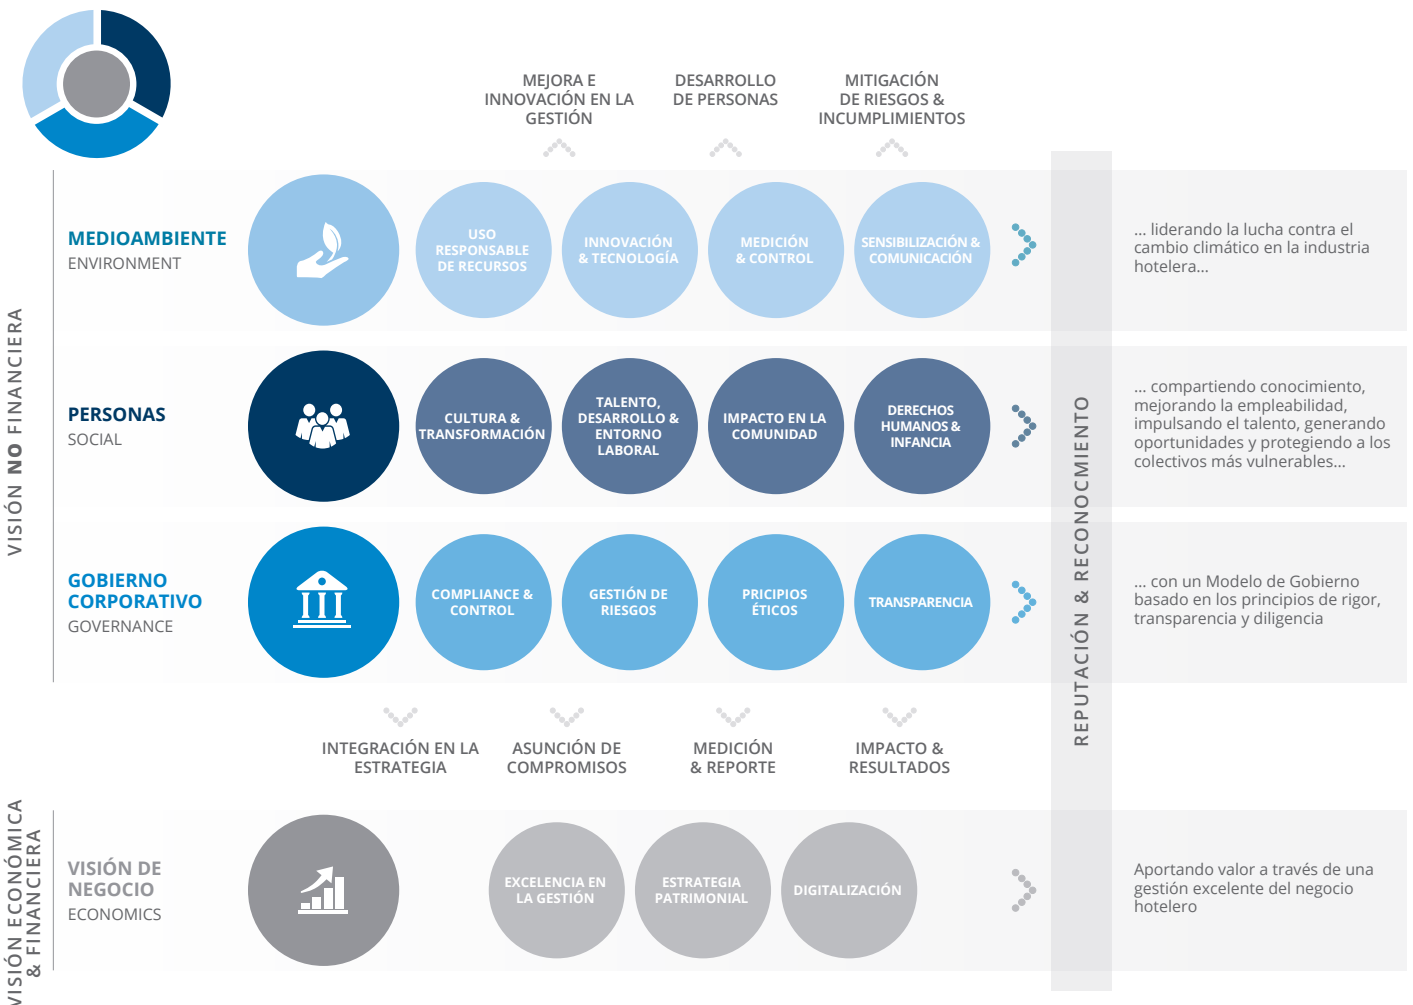 MEJORA E
INNOVACIÓN EN LA
GESTIÓN
DESARROLLO
DE PERSONAS
MITIGACIÓN
DE RIESGOS &
INCUMPLIMIENTOS
VISIÓN NO FINANCIERA
MEDIOAMBIENTE
ENVIRONMENT
USO
RESPONSABLE
DE RECURSOS
INNOVACIÓN
& TECNOLOGÍA
MEDICIÓN
& CONTROL
SENSIBILIZACIÓN &
COMUNICACIÓN
... liderando la lucha contra el
cambio climático en la industria
hotelera...
PERSONAS
SOCIAL
CULTURA &
TRANSFORMACIÓN
TALENTO,
DESARROLLO &
ENTORNO
LABORAL
IMPACTO EN LA
COMUNIDAD
DERECHOS
HUMANOS &
INFANCIA
... compartiendo conocimiento,
mejorando la empleabilidad,
impulsando el talento, generando
oportunidades y protegiendo a los
colectivos más vulnerables...
GOBIERNO
CORPORATIVO
GOVERNANCE
COMPLIANCE &
CONTROL
GESTIÓN DE
RIESGOS
PRICIPIOS
ÉTICOS
TRANSPARENCIA
... con un Modelo de Gobierno
basado en los principios de rigor,
transparencia y diligencia
REPUTACIÓN & RECONOCMIENTO
INTEGRACIÓN EN LA
ESTRATEGIA
ASUNCIÓN DE
COMPROMISOS
MEDICIÓN
& REPORTE
IMPACTO &
RESULTADOS
VISIÓN ECONÓMICA
& FINANCIERA
VISIÓN DE
NEGOCIO
ECONOMICS
EXCELENCIA EN
LA GESTIÓN
ESTRATEGIA
PATRIMONIAL
DIGITALIZACIÓN
Aportando valor a través de una
gestión excelente del negocio
hotelero